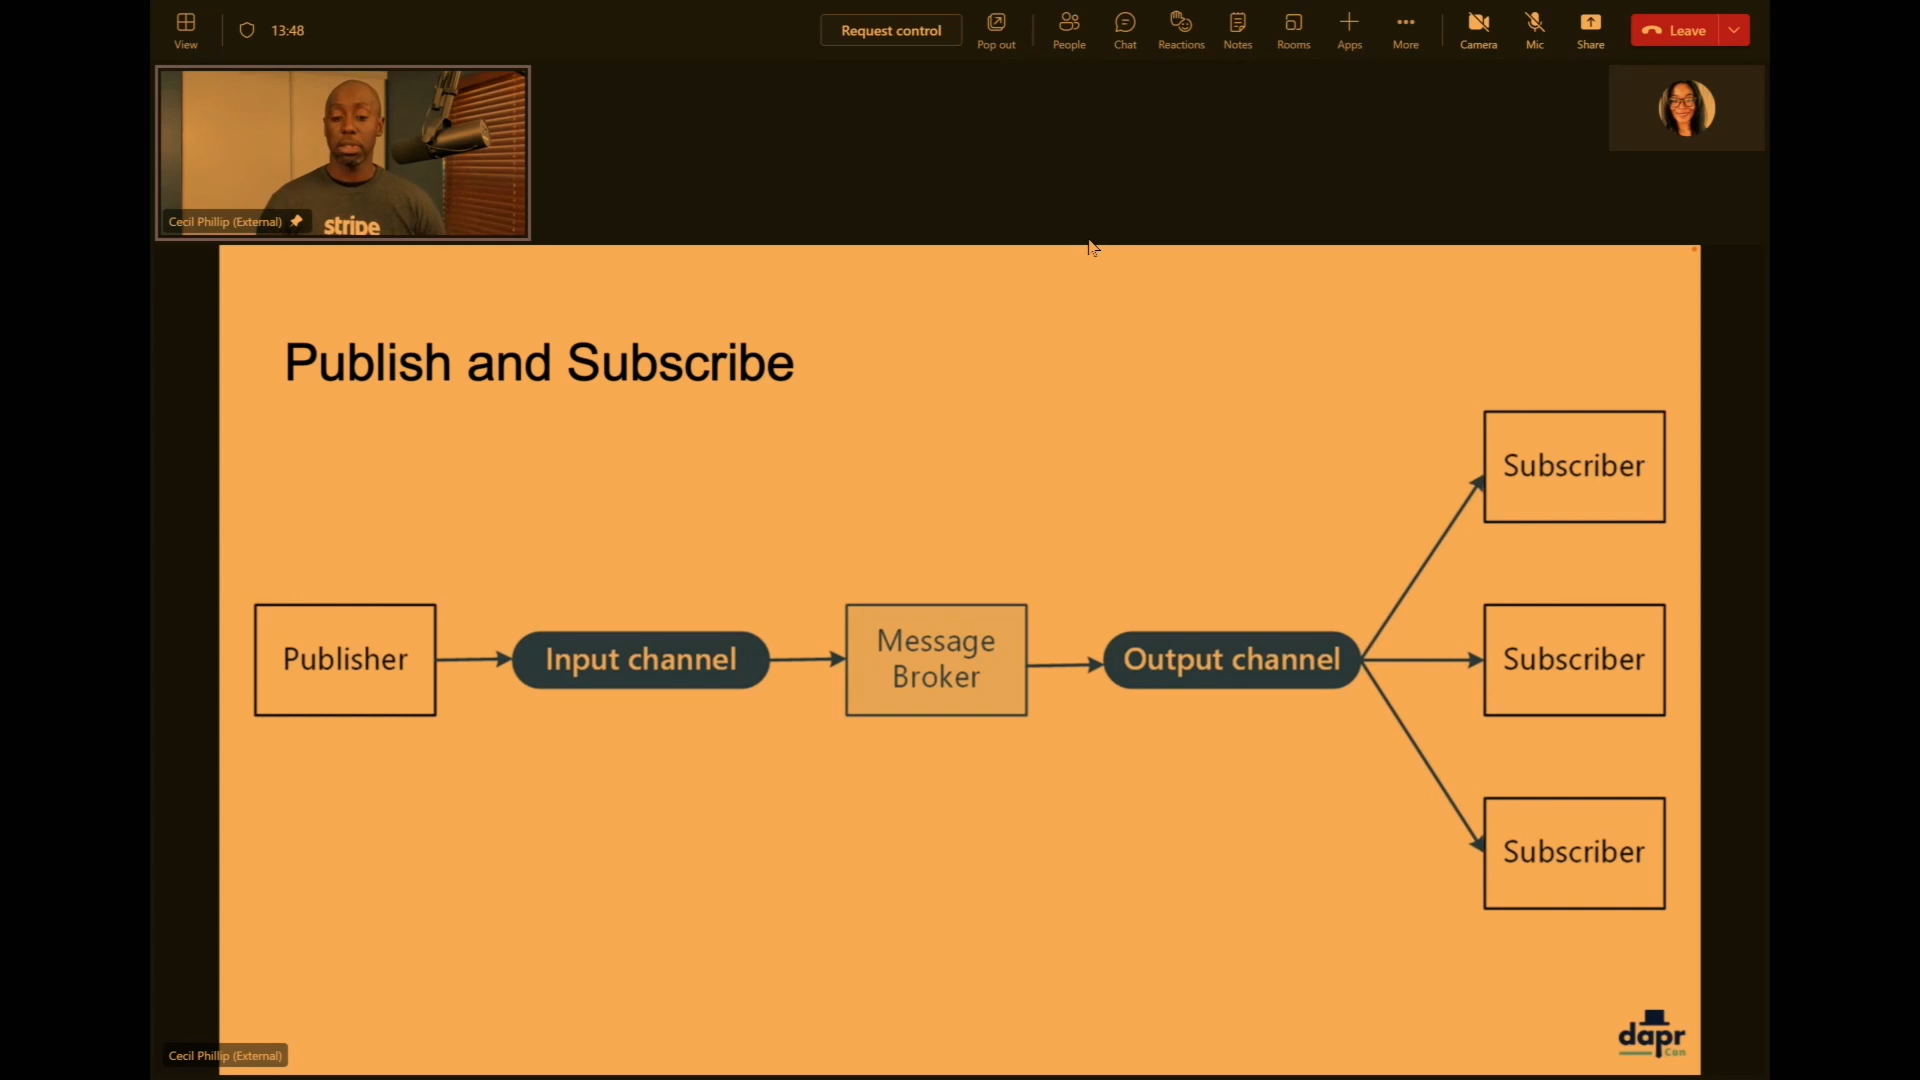 View
13:48
Request control
Pop out
People
Chat
Reactions
Notes
Rooms
Apps
More
Camera
Mic
Share
Leave
Cecil Phillip (External)
stripe
Publish and Subscribe
Publisher
Input channel
Message
Broker
Output channel
Subscriber
Subscriber
Subscriber
dapr
Con
Cecil Phillip (External)